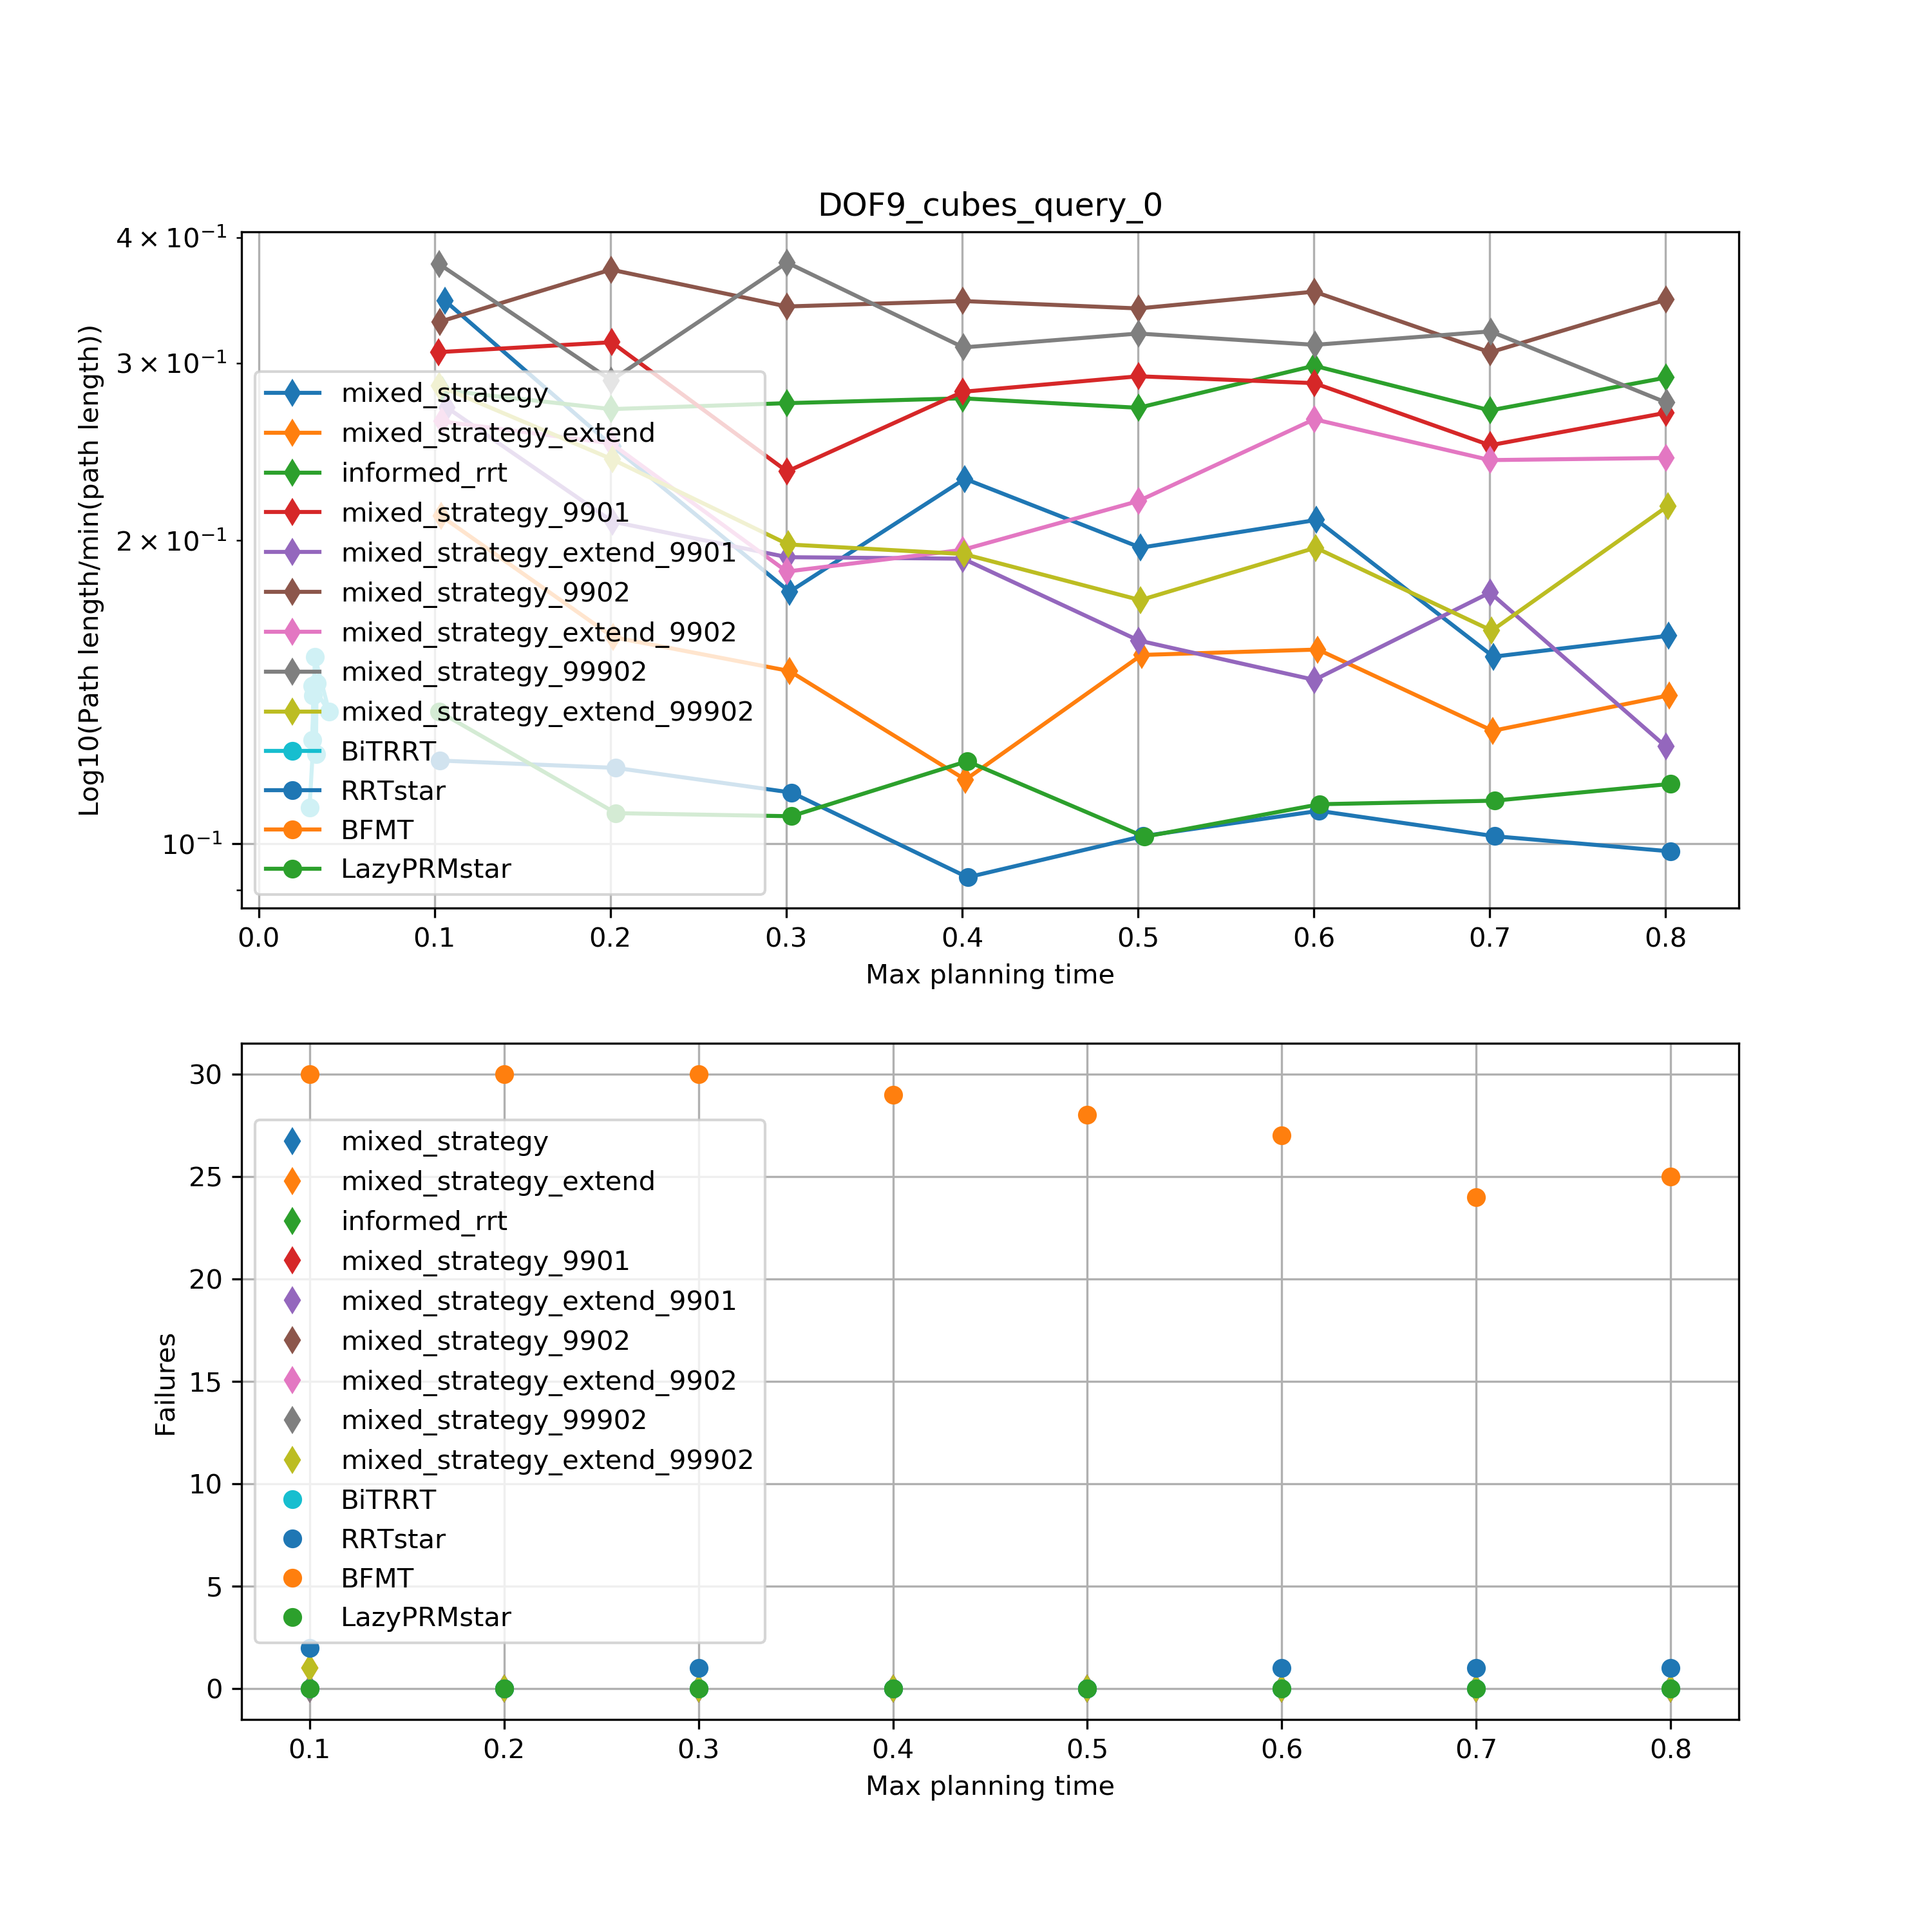 DOF9_cubes_query_0
4 × 10⁻¹
3 × 10⁻¹
2 × 10⁻¹
10⁻¹
Log10(Path length/min(path length))
mixed_strategy
mixed_strategy_extend
informed_rrt
mixed_strategy_9901
mixed_strategy_extend_9901
mixed_strategy_9902
mixed_strategy_extend_9902
mixed_strategy_99902
mixed_strategy_extend_99902
BiTRRT
RRTstar
BFMT
LazyPRMstar
0.0 0.1 0.2 0.3 0.4 0.5 0.6 0.7 0.8
Max planning time
30
25
20
15
10
5
0
Failures
mixed_strategy
mixed_strategy_extend
informed_rrt
mixed_strategy_9901
mixed_strategy_extend_9901
mixed_strategy_9902
mixed_strategy_extend_9902
mixed_strategy_99902
mixed_strategy_extend_99902
BiTRRT
RRTstar
BFMT
LazyPRMstar
0.1 0.2 0.3 0.4 0.5 0.6 0.7 0.8
Max planning time